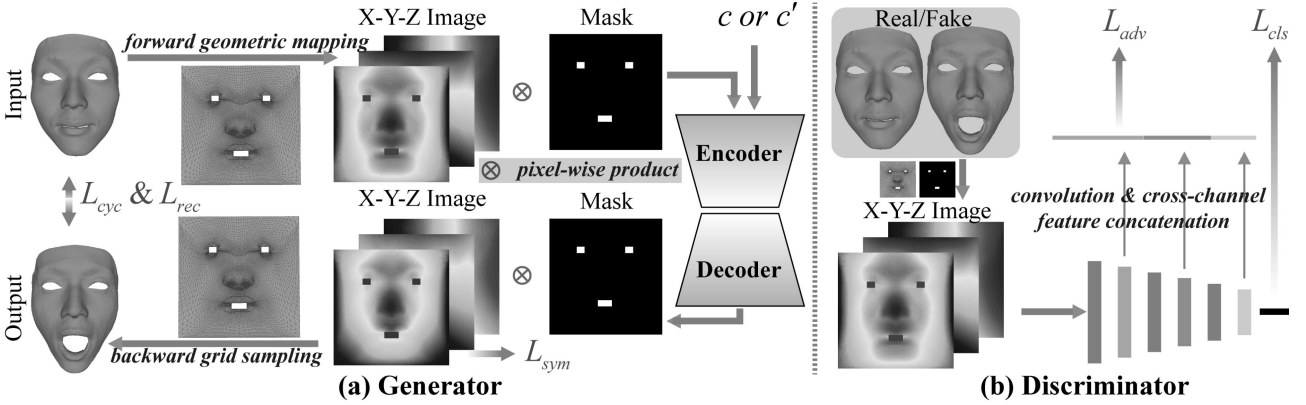 X-Y-Z Image
Mask
c or c'
forward geometric mapping
Input
⊗
Encoder
⊗ pixel-wise product
L_cyc & L_rec
X-Y-Z Image
Mask
⊗
Decoder
Output
backward grid sampling
L_sym
(a) Generator
Real/Fake
L_adv
L_cls
convolution & cross-channel
feature concatenation
X-Y-Z Image
(b) Discriminator